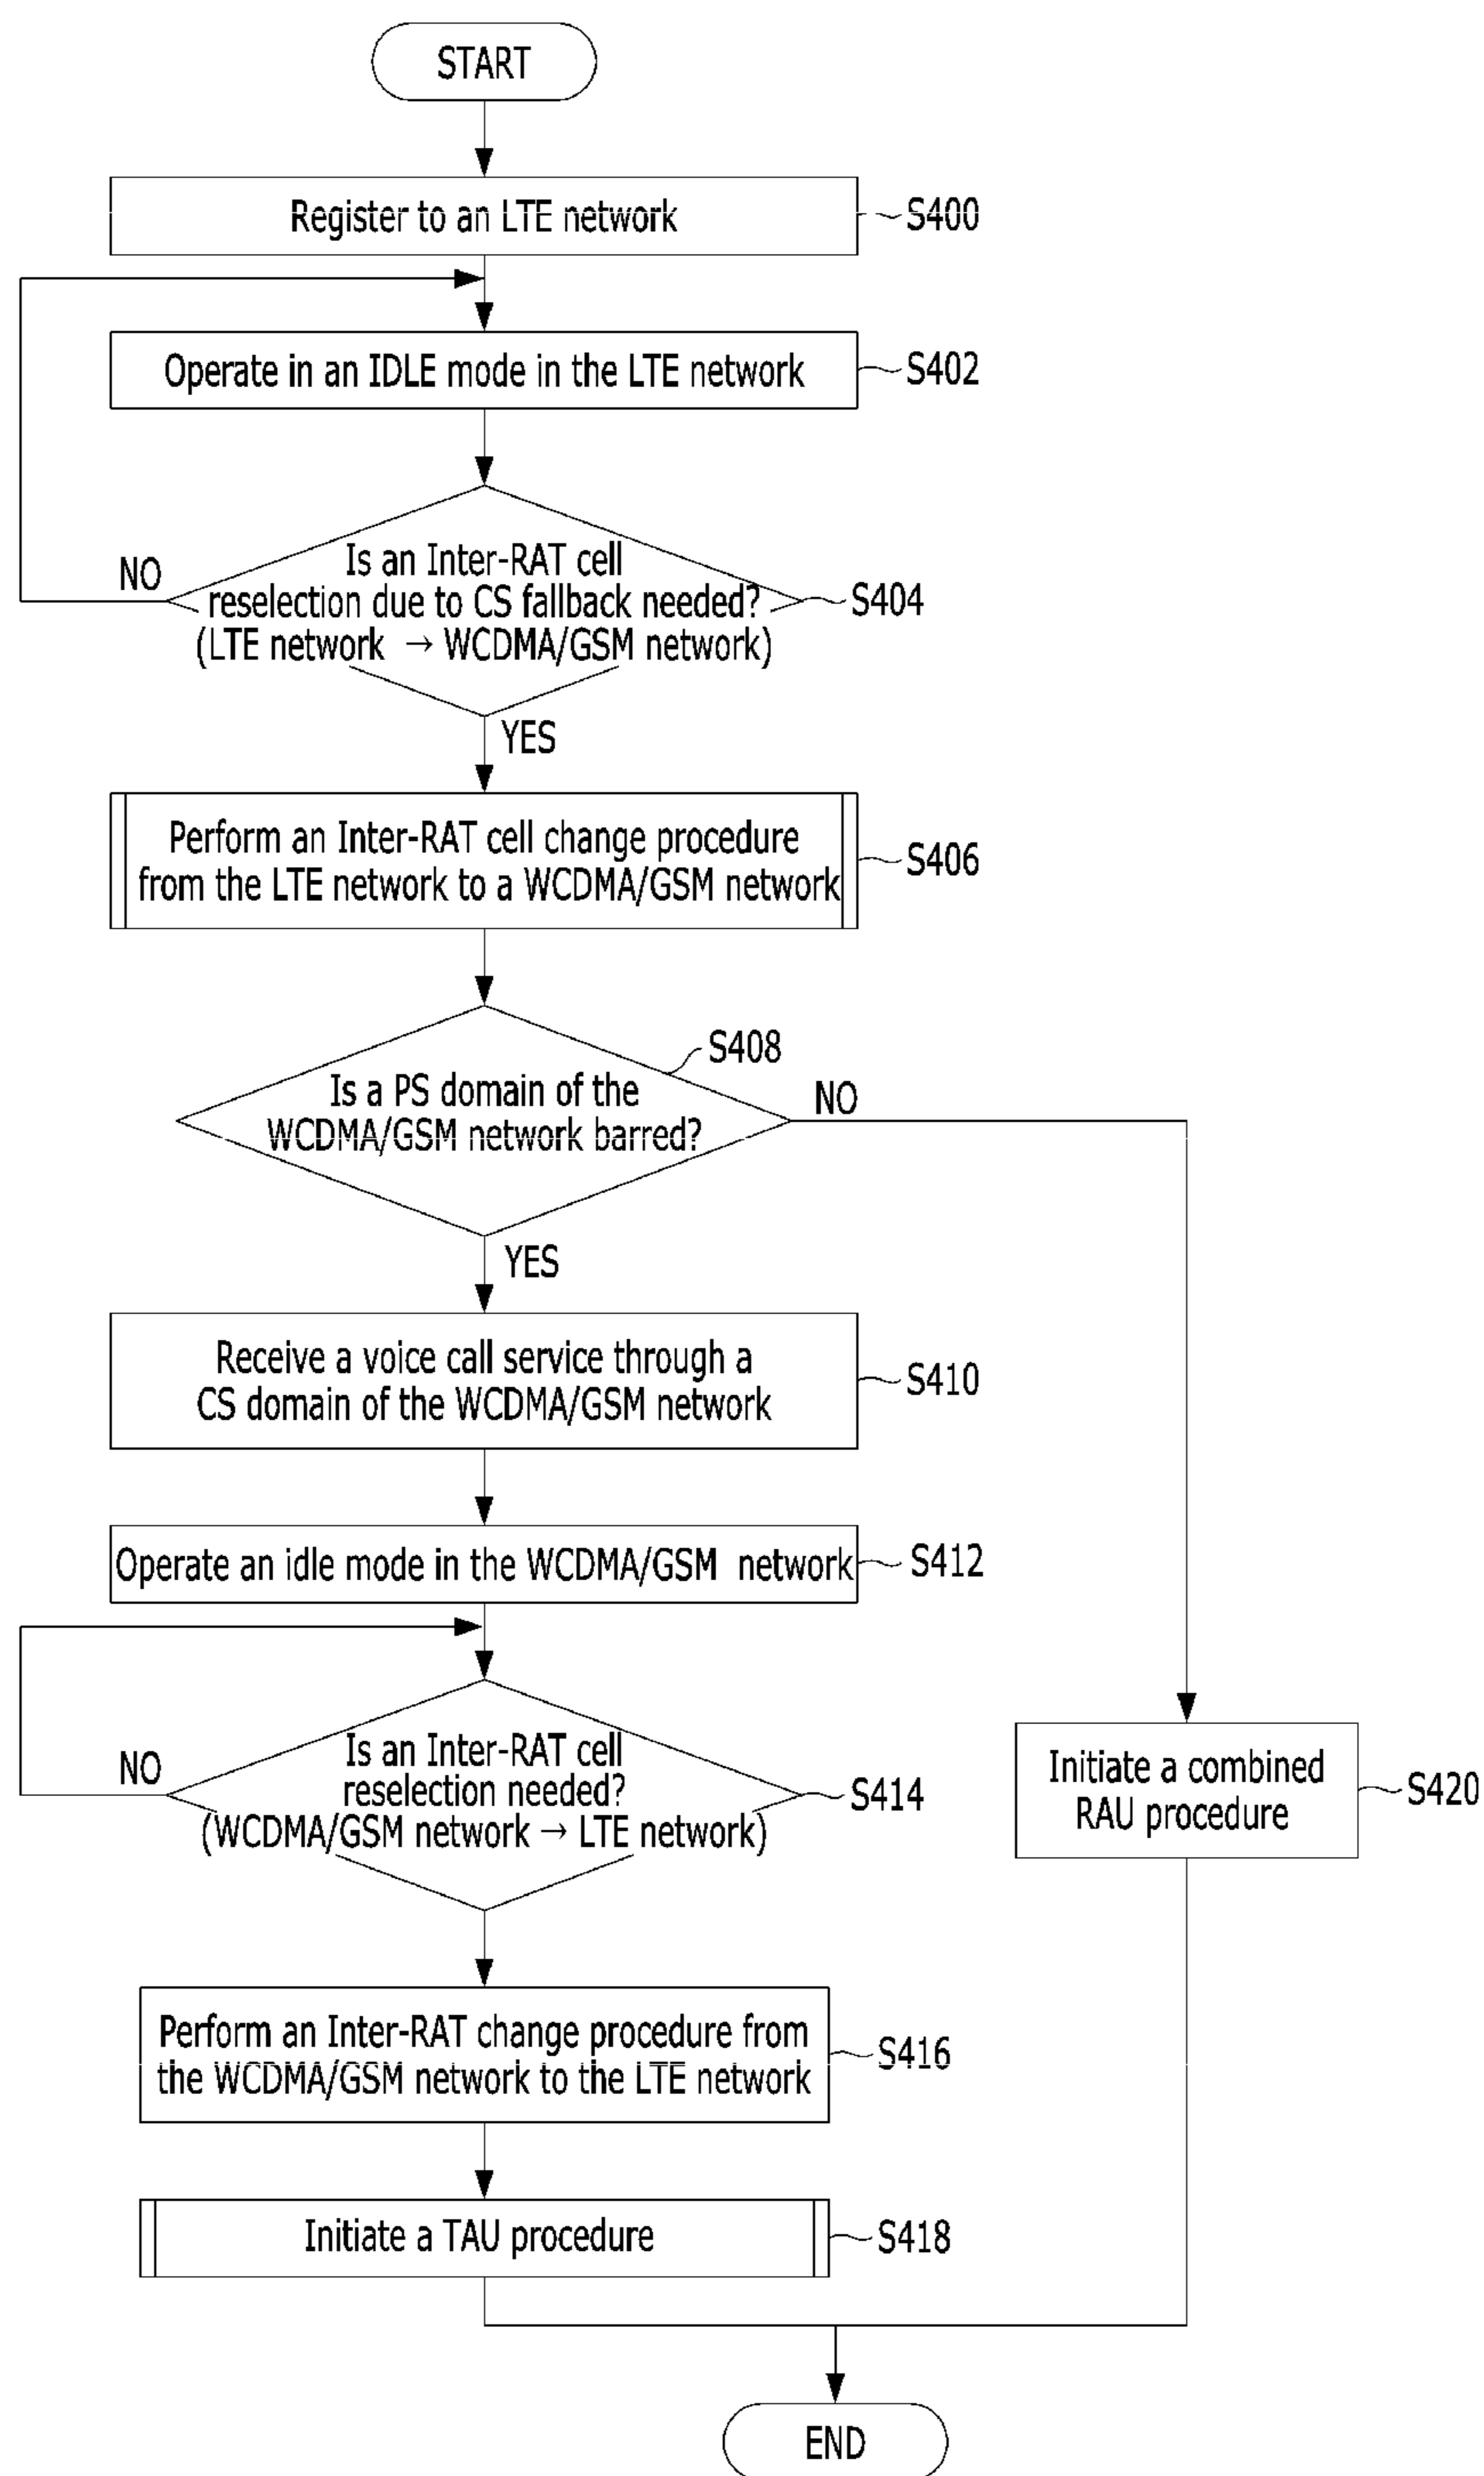 START
Register to an LTE network
S400
Operate in an IDLE mode in the LTE network
S402
Is an Inter-RAT cell
reselection due to CS fallback needed?
(LTE network → WCDMA/GSM network)
S404
NO
YES
Perform an Inter-RAT cell change procedure
from the LTE network to a WCDMA/GSM network
S406
S408
Is a PS domain of the
WCDMA/GSM network barred?
NO
YES
Receive a voice call service through a
CS domain of the WCDMA/GSM network
S410
Operate an idle mode in the WCDMA/GSM network
S412
Is an Inter-RAT cell
reselection needed?
(WCDMA/GSM network → LTE network)
S414
NO
Initiate a combined
RAU procedure
S420
Perform an Inter-RAT change procedure from
the WCDMA/GSM network to the LTE network
S416
Initiate a TAU procedure
S418
END